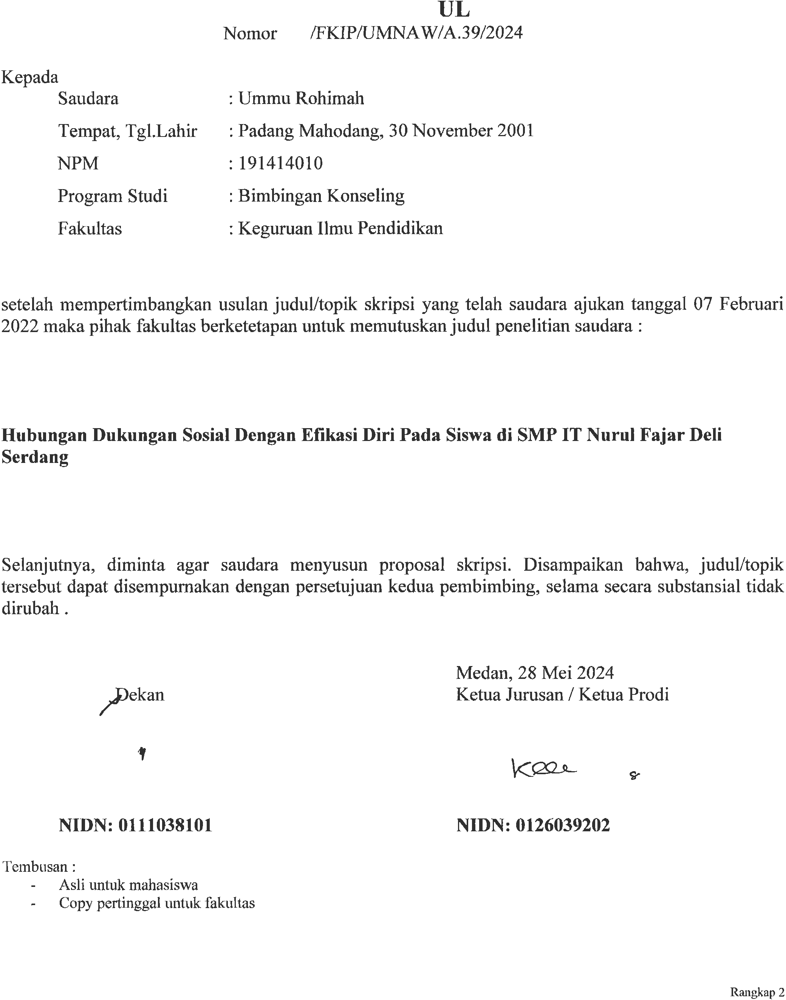 UL
Nomor /FKIP/UMNAW/A.39/2024
Kepada
Saudara : Ummu Rohimah
Tempat, Tgl.Lahir : Padang Mahodang, 30 November 2001
NPM : 191414010
Program Studi : Bimbingan Konseling
Fakultas : Keguruan Ilmu Pendidikan
setelah mempertimbangkan usulan judul/topik skripsi yang telah saudara ajukan tanggal 07 Februari
2022 maka pihak fakultas berketetapan untuk memutuskan judul penelitian saudara :
Hubungan Dukungan Sosial Dengan Efikasi Diri Pada Siswa di SMP IT Nurul Fajar Deli
Serdang
Selanjutnya, diminta agar saudara menyusun proposal skripsi. Disampaikan bahwa, judul/topik
tersebut dapat disempurnakan dengan persetujuan kedua pembimbing, selama secara substansial tidak
dirubah .
Medan, 28 Mei 2024
Dekan Ketua Jurusan / Ketua Prodi
NIDN: 0111038101 NIDN: 0126039202
Tembusan :
- Asli untuk mahasiswa
- Copy pertinggal untuk fakultas
Rangkap 2